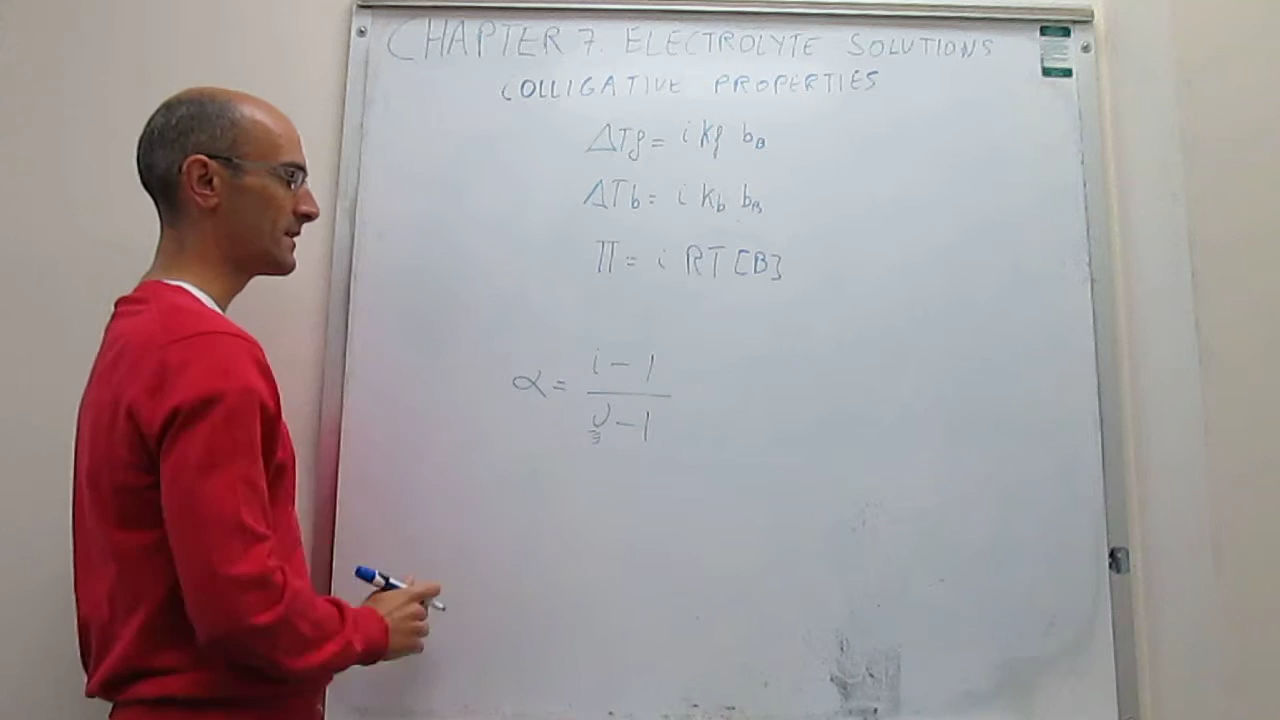 CHAPTER 7. ELECTROLYTE SOLUTIONS
COLLIGATIVE PROPERTIES
ΔTf = i Kf bB
ΔTb = i Kb bB
Π = i RT [B]
α = (i - 1) / (ν - 1)